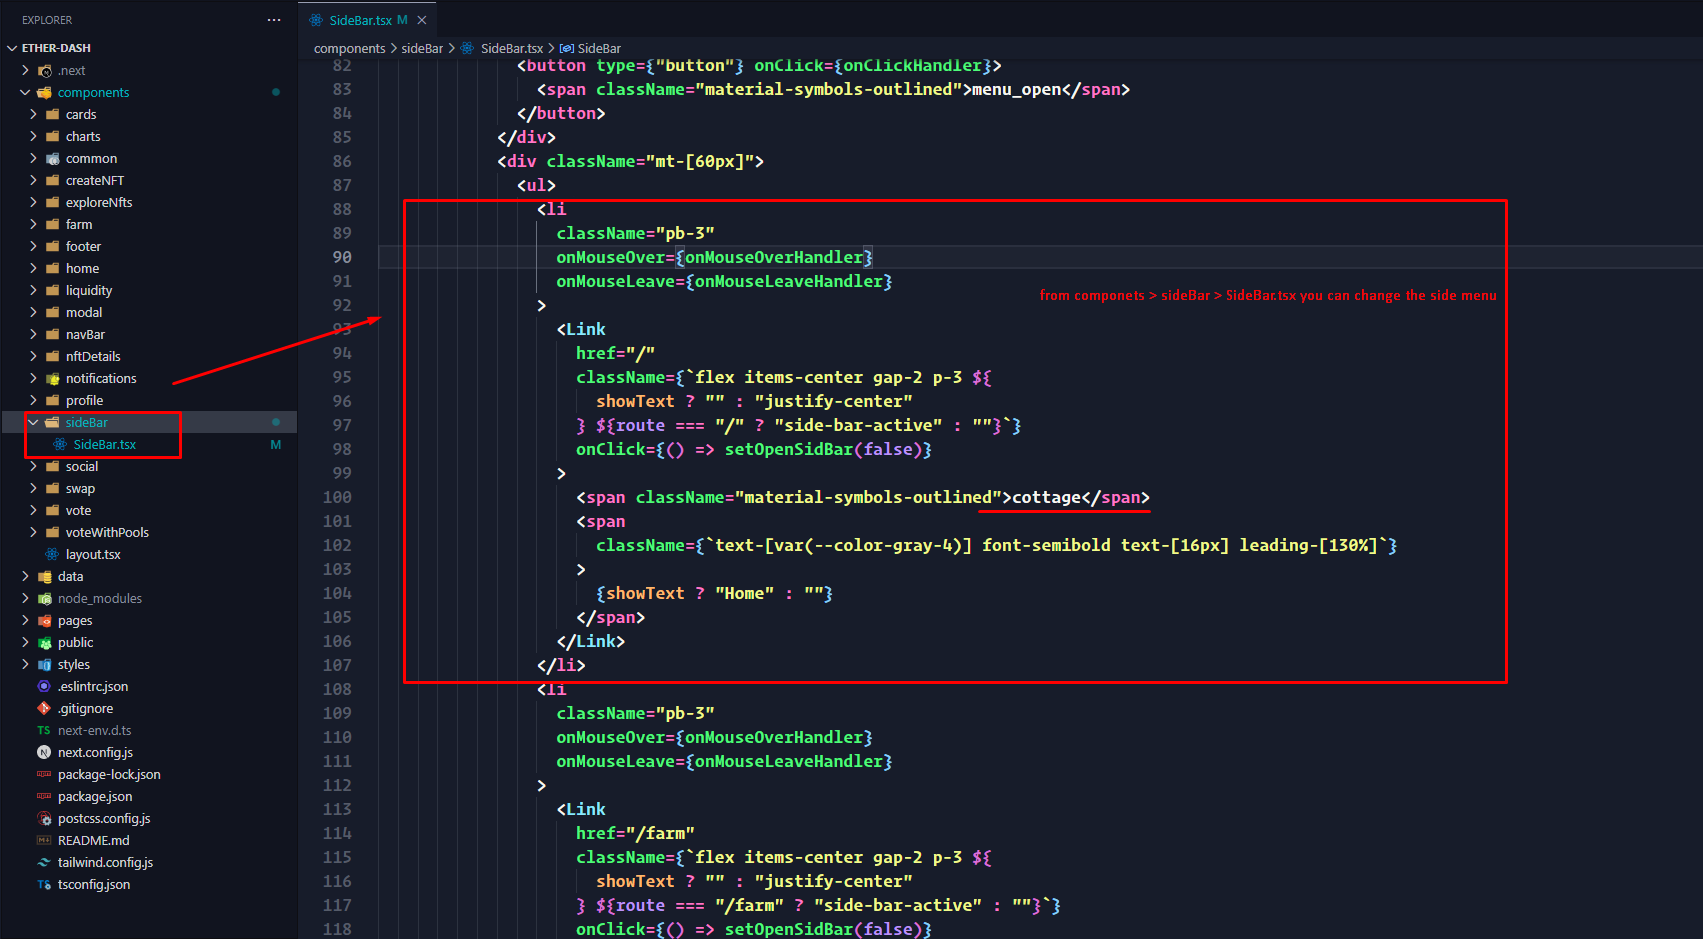 EXPLORER
ETHER-DASH
.next
components
cards
charts
common
createNFT
exploreNfts
farm
footer
home
liquidity
modal
navBar
nftDetails
notifications
profile
sideBar
SideBar.tsx M
social
swap
vote
voteWithPools
layout.tsx
data
node_modules
pages
public
styles
.eslintrc.json
.gitignore
TS next-env.d.ts
N next.config.js
package-lock.json
package.json
postcss.config.js
README.md
tailwind.config.js
TS tsconfig.json
SideBar.tsx M
components > sideBar > SideBar.tsx > SideBar
82 <button type={"button"} onClick={onClickHandler}>
83 <span className="material-symbols-outlined">menu_open</span>
84 </button>
85 </div>
86 <div className="mt-[60px]">
87 <ul>
88 <li
89 className="pb-3"
90 onMouseOver={onMouseOverHandler}
91 onMouseLeave={onMouseLeaveHandler}
from componets > sideBar > SideBar.tsx you can change the side menu
92 >
93 <Link
94 href="/"
95 className={`flex items-center gap-2 p-3 ${
96 showText ? "" : "justify-center"
97 } ${route === "/" ? "side-bar-active" : ""}`}
98 onClick={() => setOpenSidBar(false)}
99 >
100 <span className="material-symbols-outlined">cottage</span>
101 <span
102 className={`text-[var(--color-gray-4)] font-semibold text-[16px] leading-[130%]`}
103 >
104 {showText ? "Home" : ""}
105 </span>
106 </Link>
107 </li>
108 <li
109 className="pb-3"
110 onMouseOver={onMouseOverHandler}
111 onMouseLeave={onMouseLeaveHandler}
112 >
113 <Link
114 href="/farm"
115 className={`flex items-center gap-2 p-3 ${
116 showText ? "" : "justify-center"
117 } ${route === "/farm" ? "side-bar-active" : ""}`}
118 onClick={() => setOpenSidBar(false)}